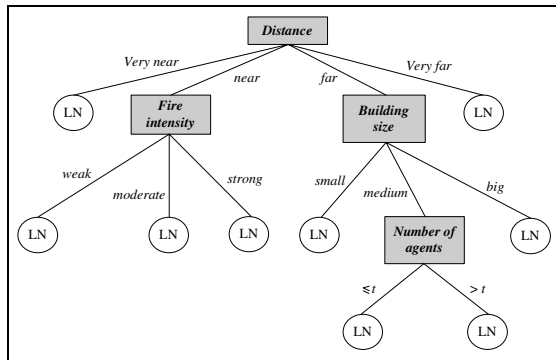 Distance
Very near
near
far
Very far
LN
Fire
intensity
Building
size
LN
weak
moderate
strong
small
medium
big
LN
LN
LN
LN
Number of
agents
LN
⩽ t
> t
LN
LN